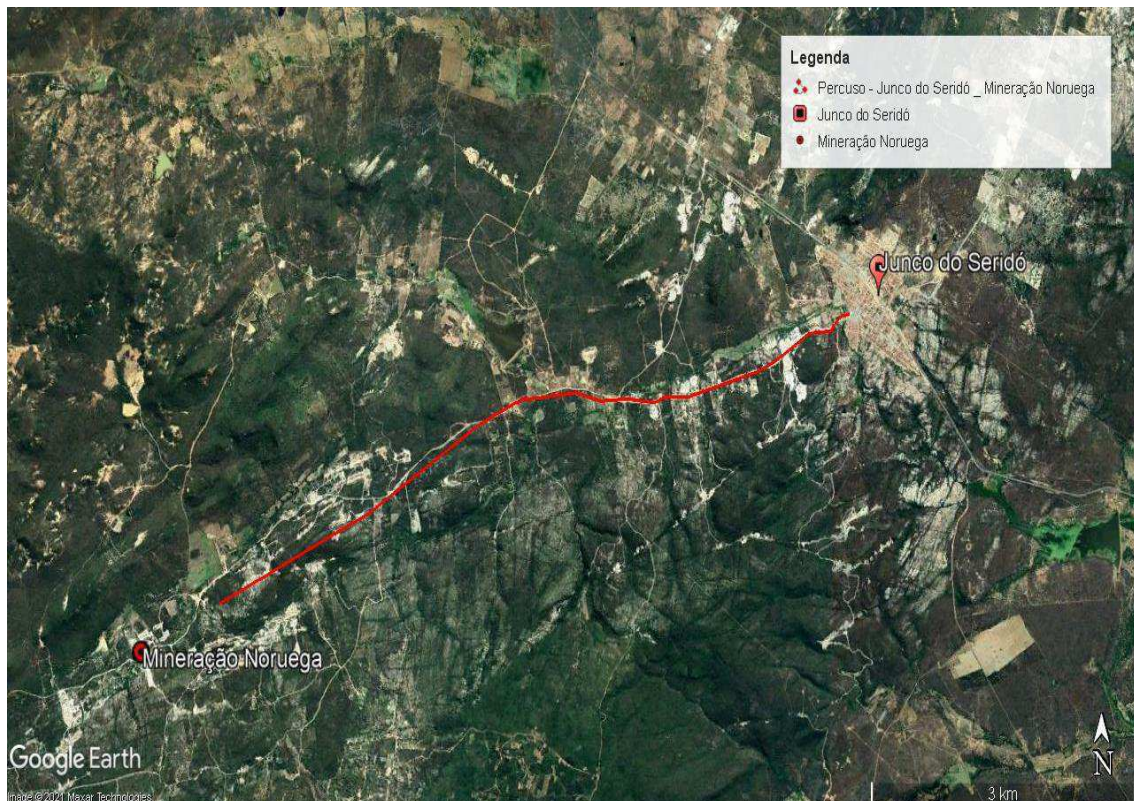 Legenda
Percuso - Junco do Seridó _ Mineração Noruega
Junco do Seridó
Mineração Noruega
Junco do Seridó
Mineração Noruega
Google Earth
N
Image © 2021 Maxar Technologies
3 km